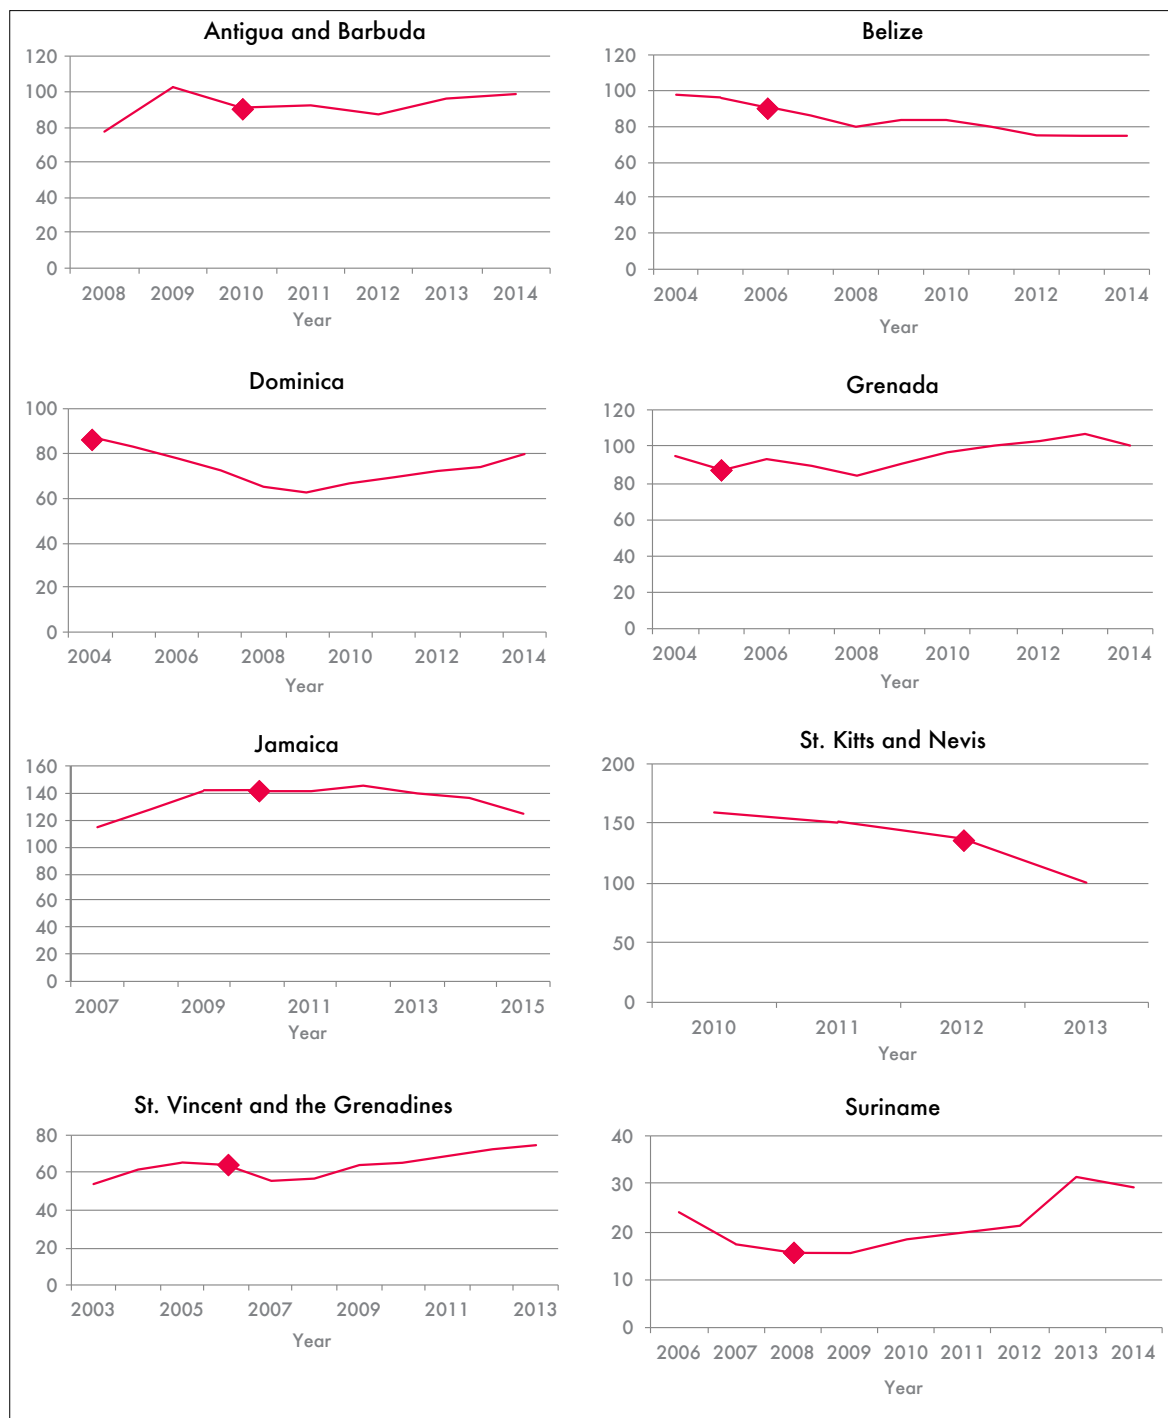 Antigua and Barbuda
120
100
80
60
40
20
0
2008 2009 2010 2011 2012 2013 2014
Year
Belize
120
100
80
60
40
20
0
2004 2006 2008 2010 2012 2014
Year
Dominica
100
80
60
40
20
0
2004 2006 2008 2010 2012 2014
Year
Grenada
120
100
80
60
40
20
0
2004 2006 2008 2010 2012 2014
Year
Jamaica
160
140
120
100
80
60
40
20
0
2007 2009 2011 2013 2015
Year
St. Kitts and Nevis
200
150
100
50
0
2010 2011 2012 2013
Year
St. Vincent and the Grenadines
80
60
40
20
0
2003 2005 2007 2009 2011 2013
Year
Suriname
40
30
20
10
0
2006 2007 2008 2009 2010 2011 2012 2013 2014
Year